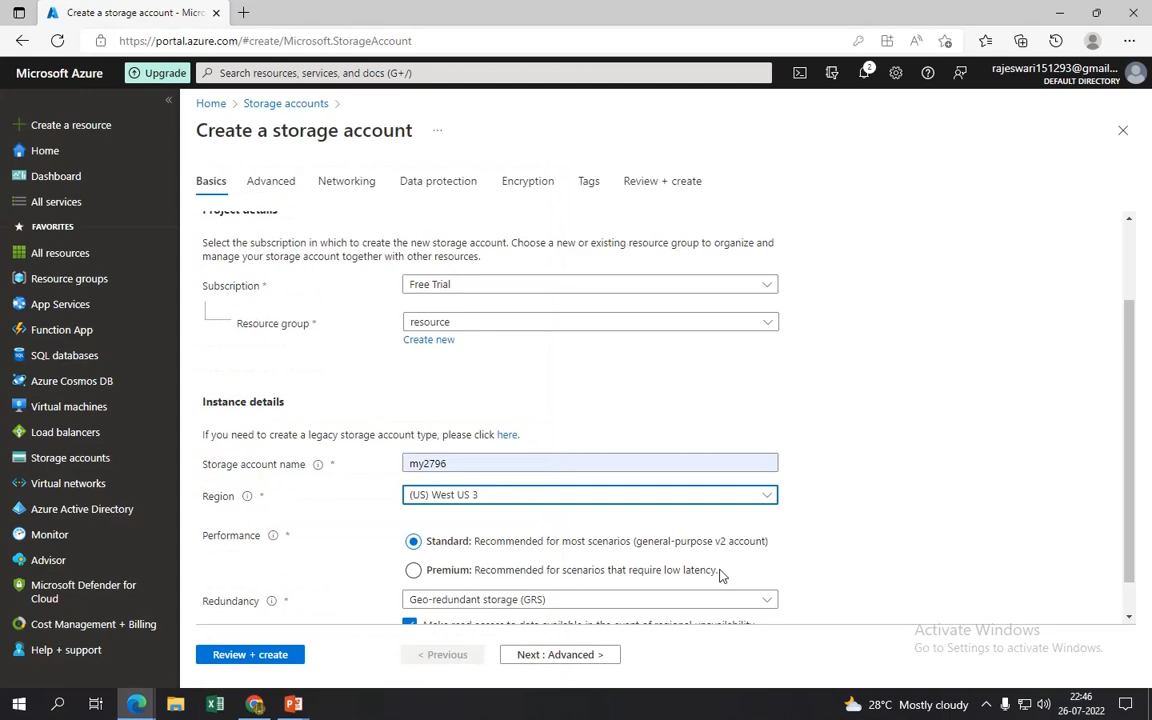 Create a storage account - Micro
https://portal.azure.com/#create/Microsoft.StorageAccount
Microsoft Azure
Upgrade
Search resources, services, and docs (G+/)
2
rajeswari151293@gmail....
DEFAULT DIRECTORY
Create a resource
Home
Dashboard
All services
FAVORITES
All resources
Resource groups
App Services
Function App
SQL databases
Azure Cosmos DB
Virtual machines
Load balancers
Storage accounts
Virtual networks
Azure Active Directory
Monitor
Advisor
Microsoft Defender for
Cloud
Cost Management + Billing
Help + support
Home > Storage accounts >
Create a storage account ...
Basics Advanced Networking Data protection Encryption Tags Review + create
Project details
Select the subscription in which to create the new storage account. Choose a new or existing resource group to organize and
manage your storage account together with other resources.
Subscription *
Free Trial
Resource group *
resource
Create new
Instance details
If you need to create a legacy storage account type, please click here.
Storage account name *
my2796
Region *
(US) West US 3
Performance *
Standard: Recommended for most scenarios (general-purpose v2 account)
Premium: Recommended for scenarios that require low latency.
Redundancy *
Geo-redundant storage (GRS)
Make read access to data available in the event of regional unavailability.
Review + create
< Previous
Next : Advanced >
Activate Windows
Go to Settings to activate Windows.
28°C Mostly cloudy
22:46
26-07-2022